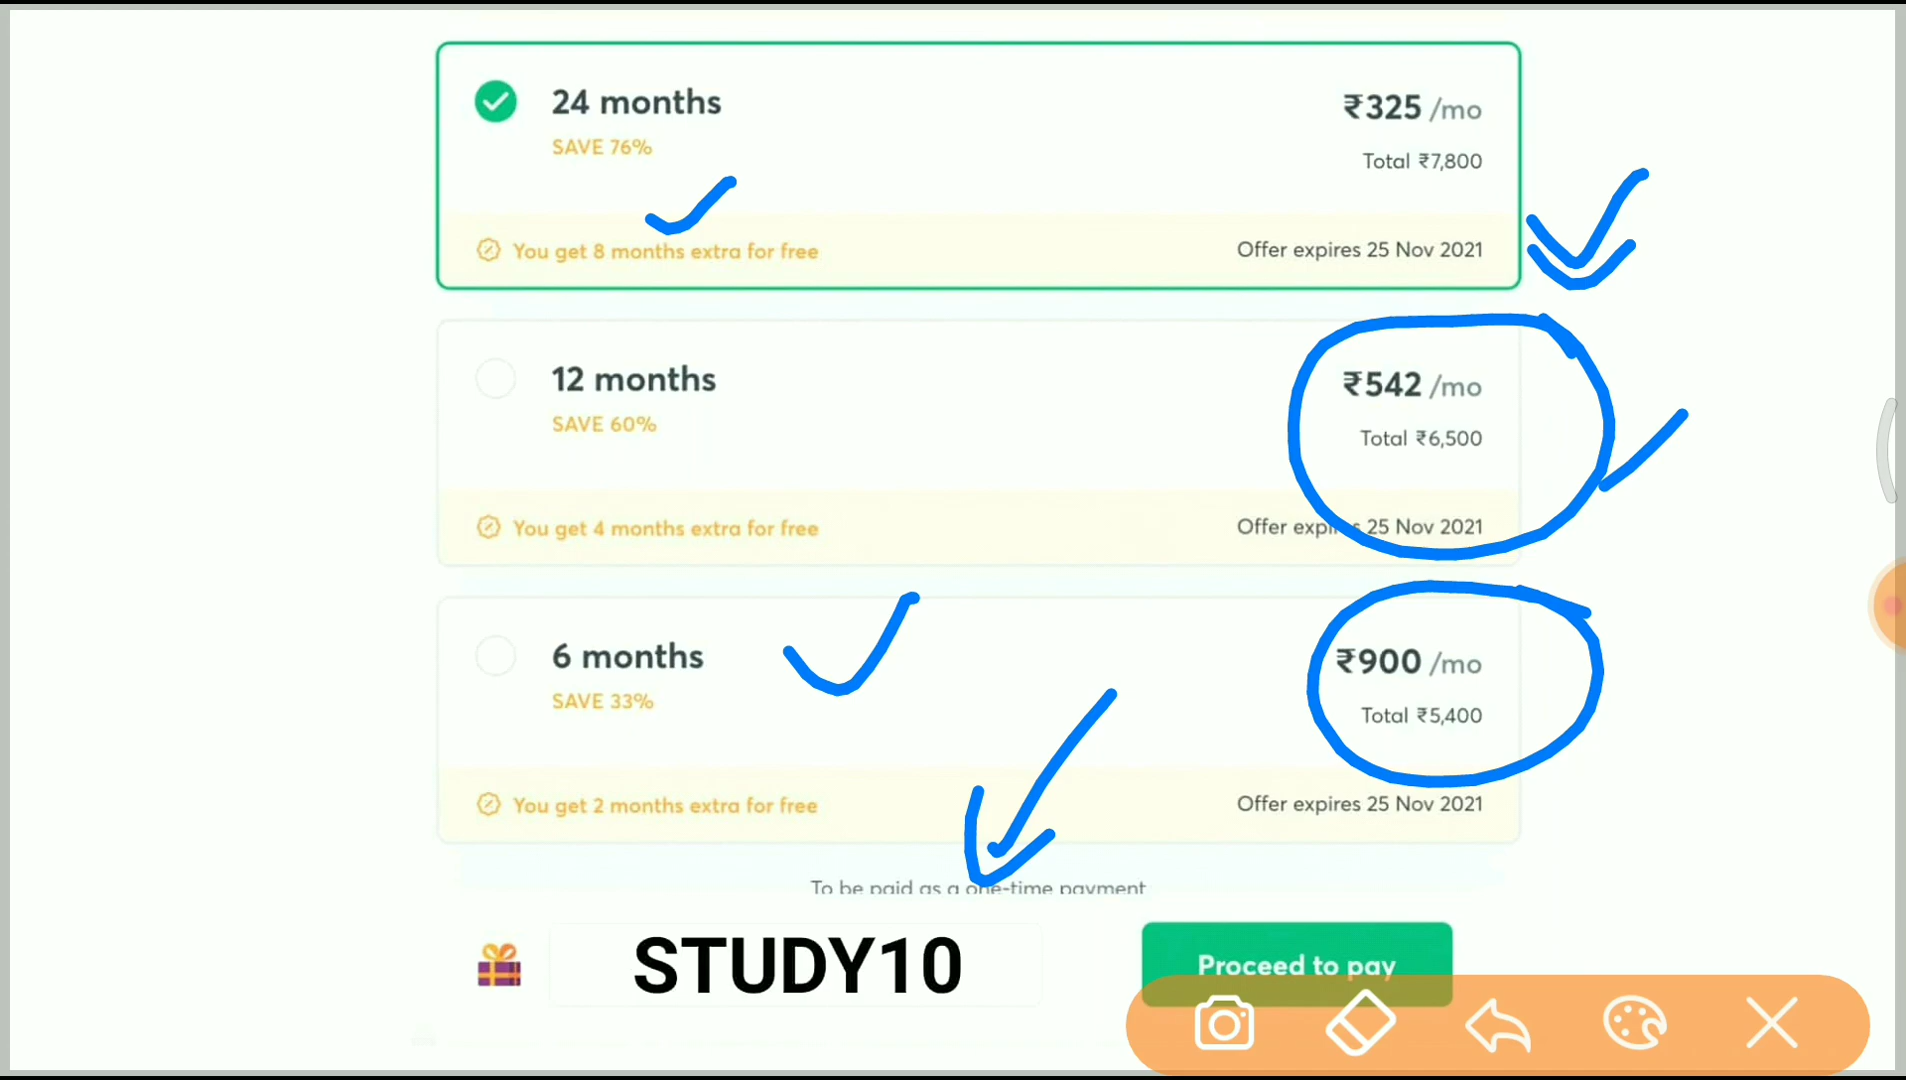 24 months
₹325 /mo
SAVE 76%
Total ₹7,800
You get 8 months extra for free
Offer expires 25 Nov 2021
12 months
₹542 /mo
SAVE 60%
Total ₹6,500
You get 4 months extra for free
Offer expires 25 Nov 2021
6 months
₹900 /mo
SAVE 33%
Total ₹5,400
You get 2 months extra for free
Offer expires 25 Nov 2021
To be paid as a one-time payment
STUDY10
Proceed to pay